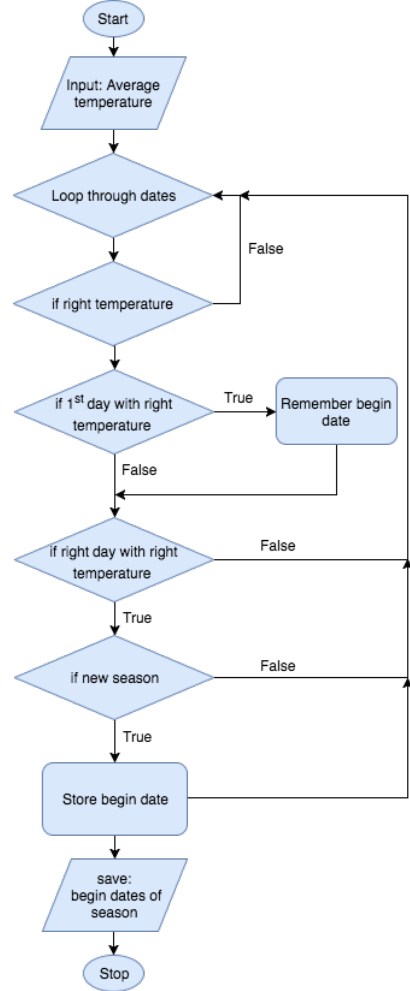 Start
Input: Average
temperature
Loop through dates
False
if right temperature
if 1st day with right
temperature
True
Remember begin
date
False
if right day with right
temperature
False
True
if new season
False
True
Store begin date
save:
begin dates of
season
Stop